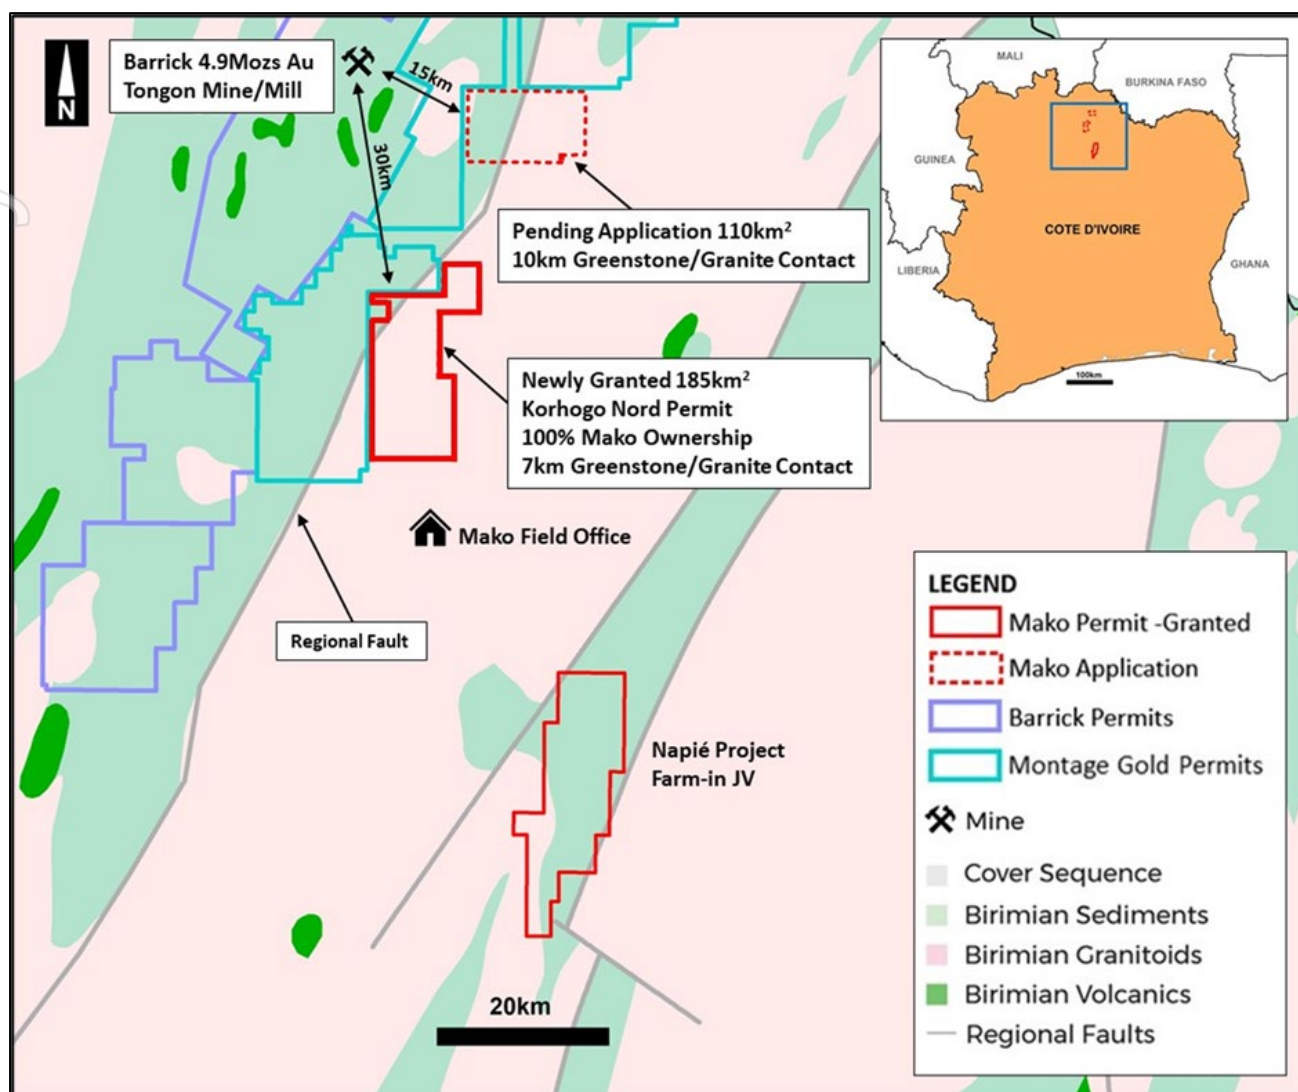 N
Barrick 4.9Mozs Au
Tongon Mine/Mill
15km
30km
Pending Application 110km²
10km Greenstone/Granite Contact
Newly Granted 185km²
Korhogo Nord Permit
100% Mako Ownership
7km Greenstone/Granite Contact
Mako Field Office
Regional Fault
Napié Project
Farm-in JV
20km
MALI
BURKINA FASO
GUINEA
COTE D'IVOIRE
LIBERIA
GHANA
100km
LEGEND
Mako Permit -Granted
Mako Application
Barrick Permits
Montage Gold Permits
Mine
Cover Sequence
Birimian Sediments
Birimian Granitoids
Birimian Volcanics
Regional Faults